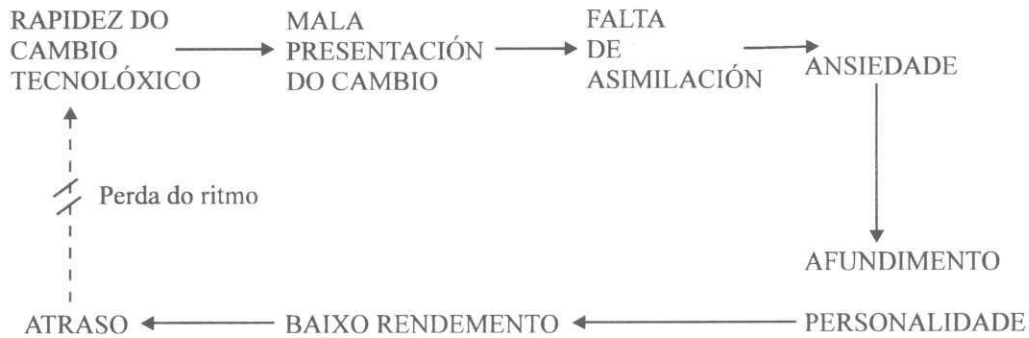 RAPIDEZ DO
CAMBIO
TECNOLÓXICO
MALA
PRESENTACIÓN
DO CAMBIO
FALTA
DE
ASIMILACIÓN
ANSIEDADE
Perda do ritmo
AFUNDIMENTO
ATRASO
BAIXO RENDEMENTO
PERSONALIDADE